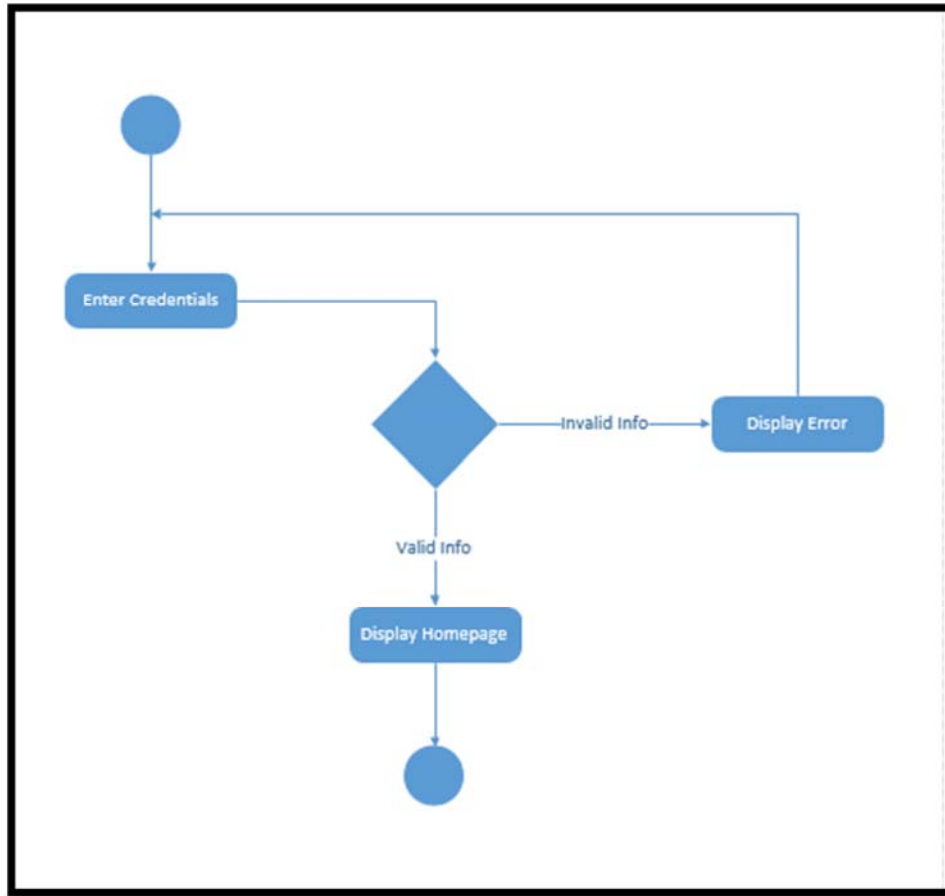 Enter Credentials
Invalid Info
Display Error
Valid Info
Display Homepage